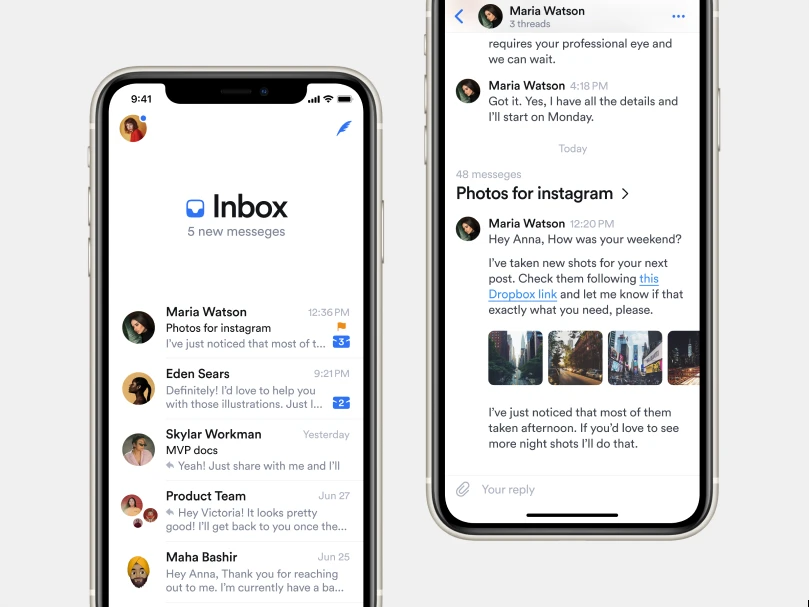 9:41
Inbox
5 new messeges
Maria Watson 12:36 PM
Photos for instagram
I've just noticed that most of t... 3
Eden Sears 9:21 PM
Definitely! I'd love to help you
with those illustrations. Just l... 2
Skylar Workman Yesterday
MVP docs
Yeah! Just share with me and I'll
Product Team Jun 27
Hey Victoria! It looks pretty
good! I'll get back to you once the...
Maha Bashir Jun 25
Hey Anna, Thank you for reaching
out to me. I'm currently have a ba...
Maria Watson
3 threads
requires your professional eye and
we can wait.
Maria Watson 4:18 PM
Got it. Yes, I have all the details and
I'll start on Monday.
Today
48 messeges
Photos for instagram
Maria Watson 12:20 PM
Hey Anna, How was your weekend?
I've taken new shots for your next
post. Check them following this
Dropbox link and let me know if that
exactly what you need, please.
I've just noticed that most of them
taken afternoon. If you'd love to see
more night shots I'll do that.
Your reply